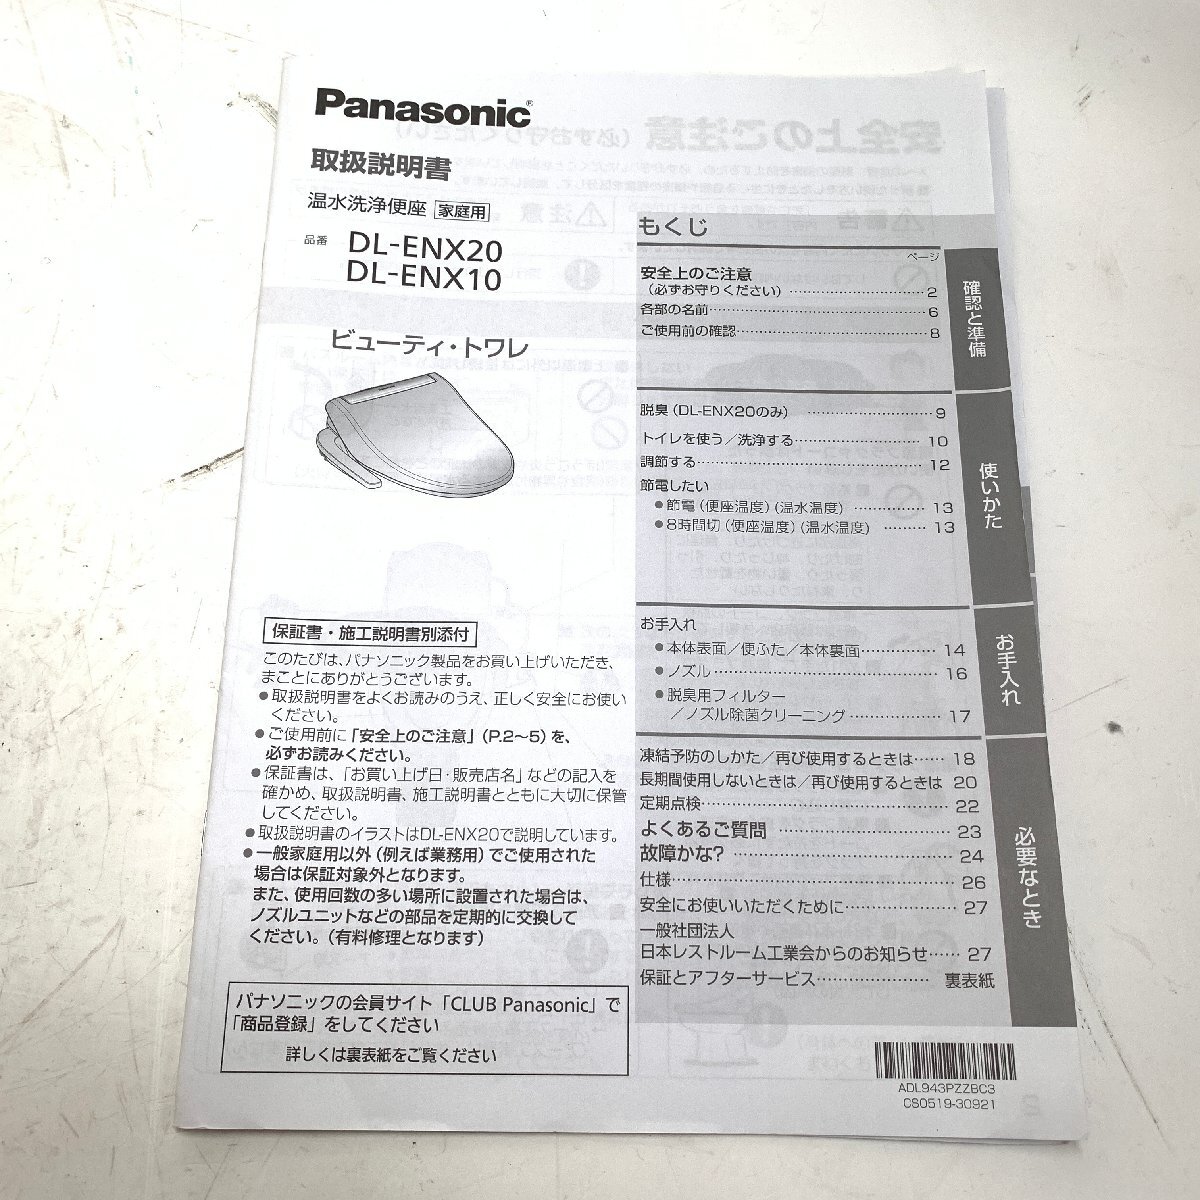 Panasonic®
取扱説明書
温水洗浄便座 家庭用
品番 DL-ENX20
DL-ENX10
ビューティ・トワレ
保証書・施工説明書別添付
このたびは、パナソニック製品をお買い上げいただき、
まことにありがとうございます。
●取扱説明書をよくお読みのうえ、正しく安全にお使い
ください。
●ご使用前に「安全上のご注意」（P.2～5）を、
必ずお読みください。
●保証書は、「お買い上げ日・販売店名」などの記入を
確かめ、取扱説明書、施工説明書とともに大切に保管
してください。
●取扱説明書のイラストはDL-ENX20で説明しています。
●一般家庭用以外（例えば業務用）でご使用された
場合は保証対象外となります。
また、使用回数の多い場所に設置された場合は、
ノズルユニットなどの部品を定期的に交換して
ください。（有料修理となります）
パナソニックの会員サイト「CLUB Panasonic」で
「商品登録」をしてください
詳しくは裏表紙をご覧ください
もくじ
ページ
安全上のご注意
（必ずお守りください）…………………………2
各部の名前…………………………………………6
ご使用前の確認……………………………………8
確認と準備
脱臭（DL-ENX20のみ）…………………………9
トイレを使う／洗浄する………………………10
調節する…………………………………………12
節電したい
●節電（便座温度）（温水温度）……………13
●8時間切（便座温度）（温水温度）………13
使いかた
お手入れ
●本体表面／便ふた／本体裏面……………14
●ノズル………………………………………16
●脱臭用フィルター
／ノズル除菌クリーニング………………17
お手入れ
凍結予防のしかた／再び使用するときは……18
長期間使用しないときは／再び使用するときは 20
定期点検…………………………………………22
よくあるご質問…………………………………23
故障かな？………………………………………24
仕様………………………………………………26
安全にお使いいただくために…………………27
一般社団法人
日本レストルーム工業会からのお知らせ……27
保証とアフターサービス……………………裏表紙
必要なとき
ADL943PZZBC3
CS0519-30921